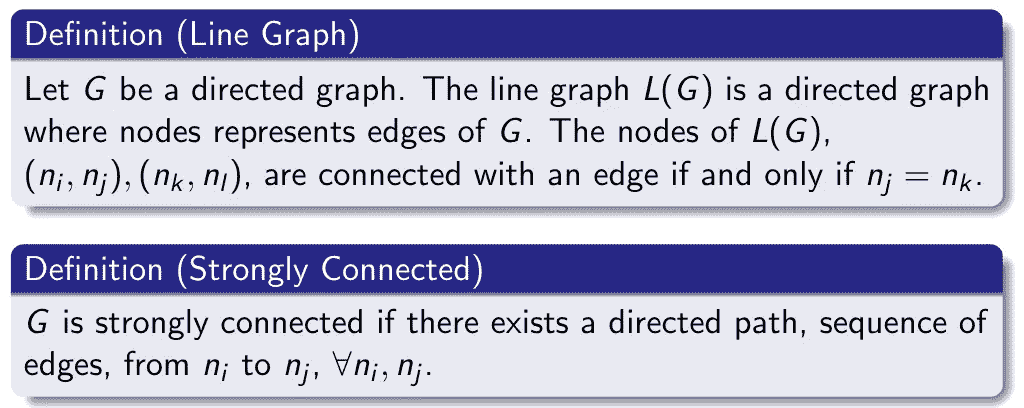 Definition (Line Graph)
Let G be a directed graph. The line graph L(G) is a directed graph
where nodes represents edges of G. The nodes of L(G),
(n_i, n_j), (n_k, n_l), are connected with an edge if and only if n_j = n_k.
Definition (Strongly Connected)
G is strongly connected if there exists a directed path, sequence of
edges, from n_i to n_j, ∀n_i, n_j.